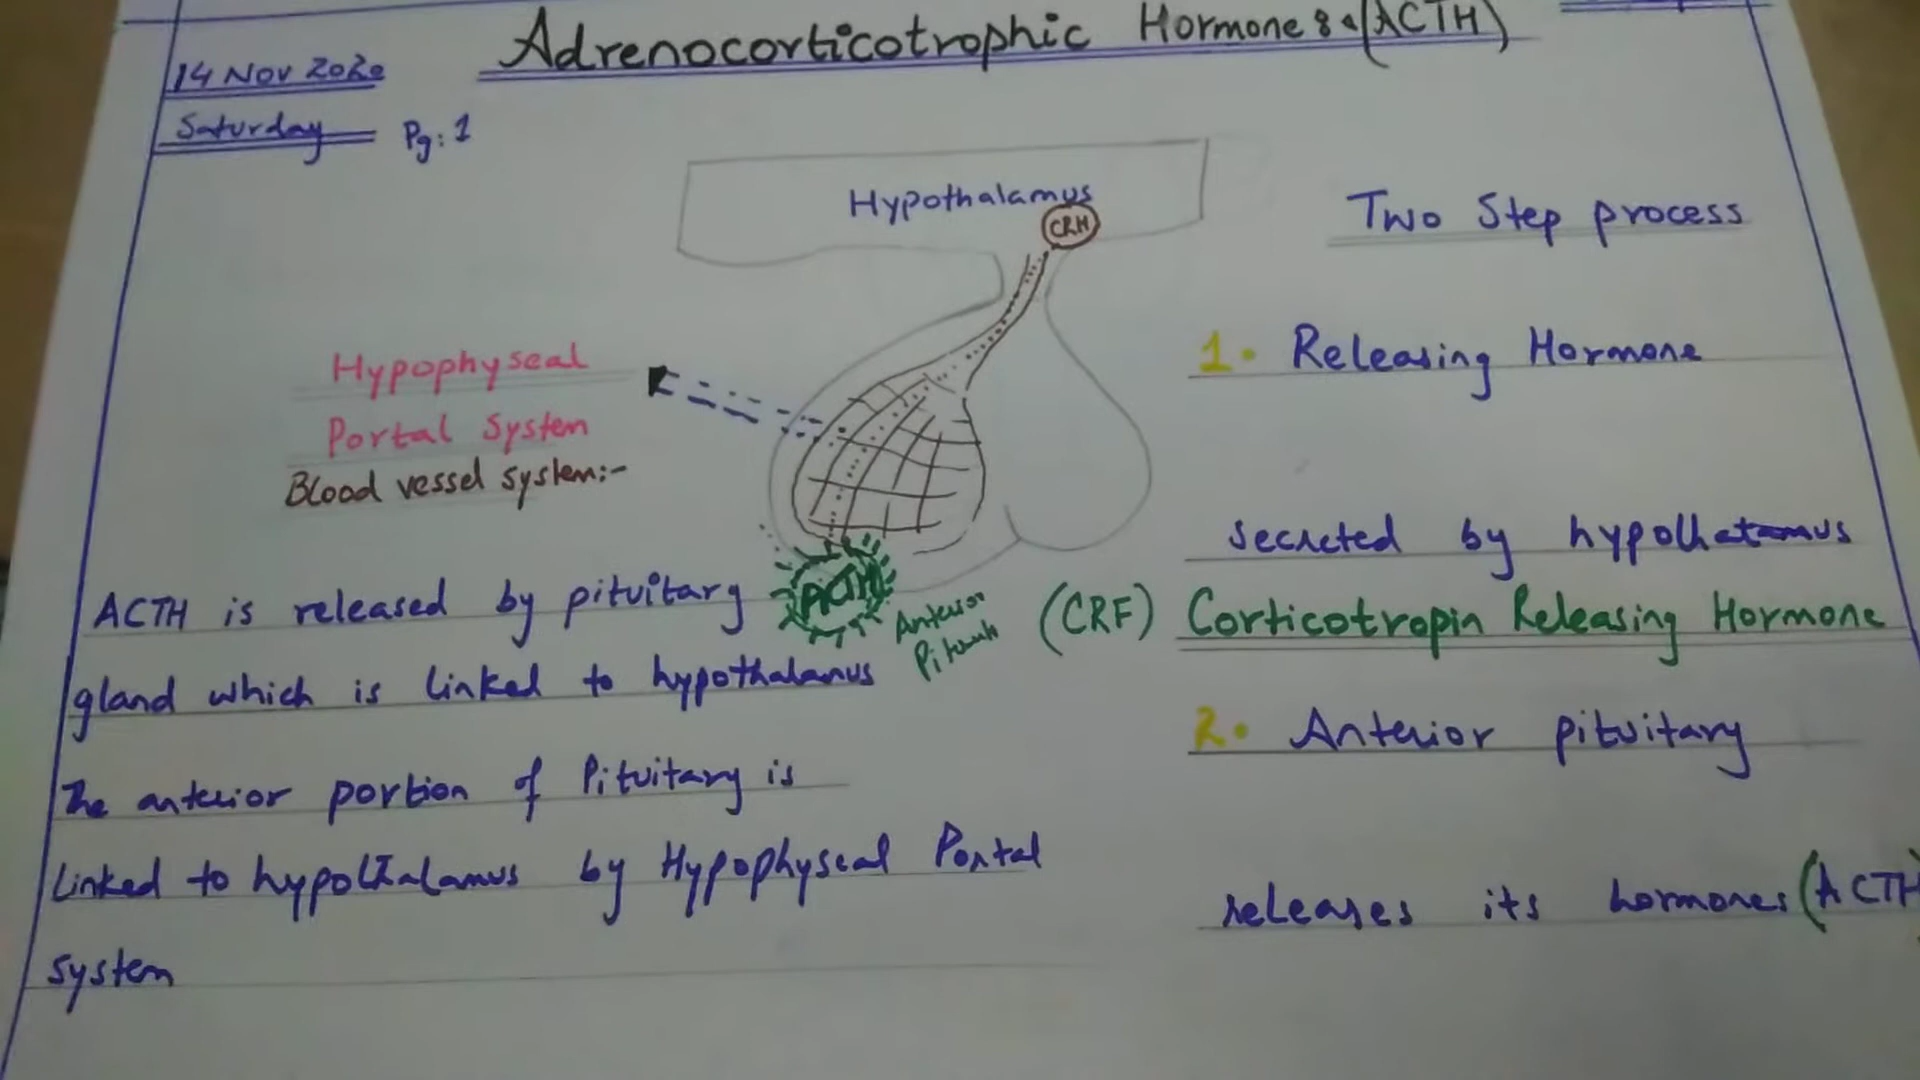 Adrenocorticotrophic Hormone :- (ACTH)
14 Nov 2020
Saturday Pg: 1
Hypothalamus
CRH
Hypophyseal
Portal System
Blood vessel system:-
ACTH is released by pituitary
gland which is linked to hypothalamus
The anterior portion of Pituitary is
Linked to hypothalamus by Hypophyseal Portal
system
ACTH
Anterior
Two Step process
1. Releasing Hormone
secreted by hypothalamus
(CRF) Corticotropin Releasing Hormone
2. Anterior pituitary
releases its hormones (ACTH)